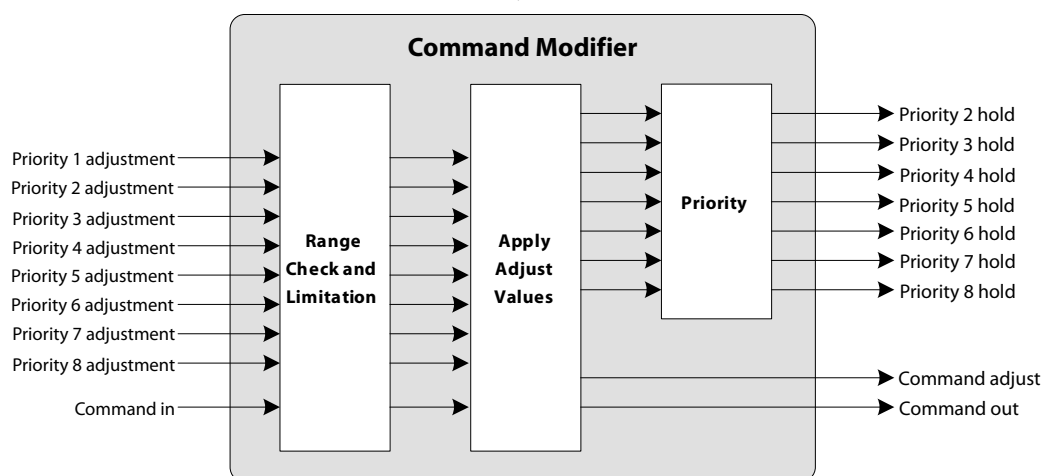 Command Modifier
Priority 1 adjustment
Priority 2 adjustment
Priority 3 adjustment
Priority 4 adjustment
Priority 5 adjustment
Priority 6 adjustment
Priority 7 adjustment
Priority 8 adjustment
Command in
Range
Check and
Limitation
Apply
Adjust
Values
Priority
Priority 2 hold
Priority 3 hold
Priority 4 hold
Priority 5 hold
Priority 6 hold
Priority 7 hold
Priority 8 hold
Command adjust
Command out